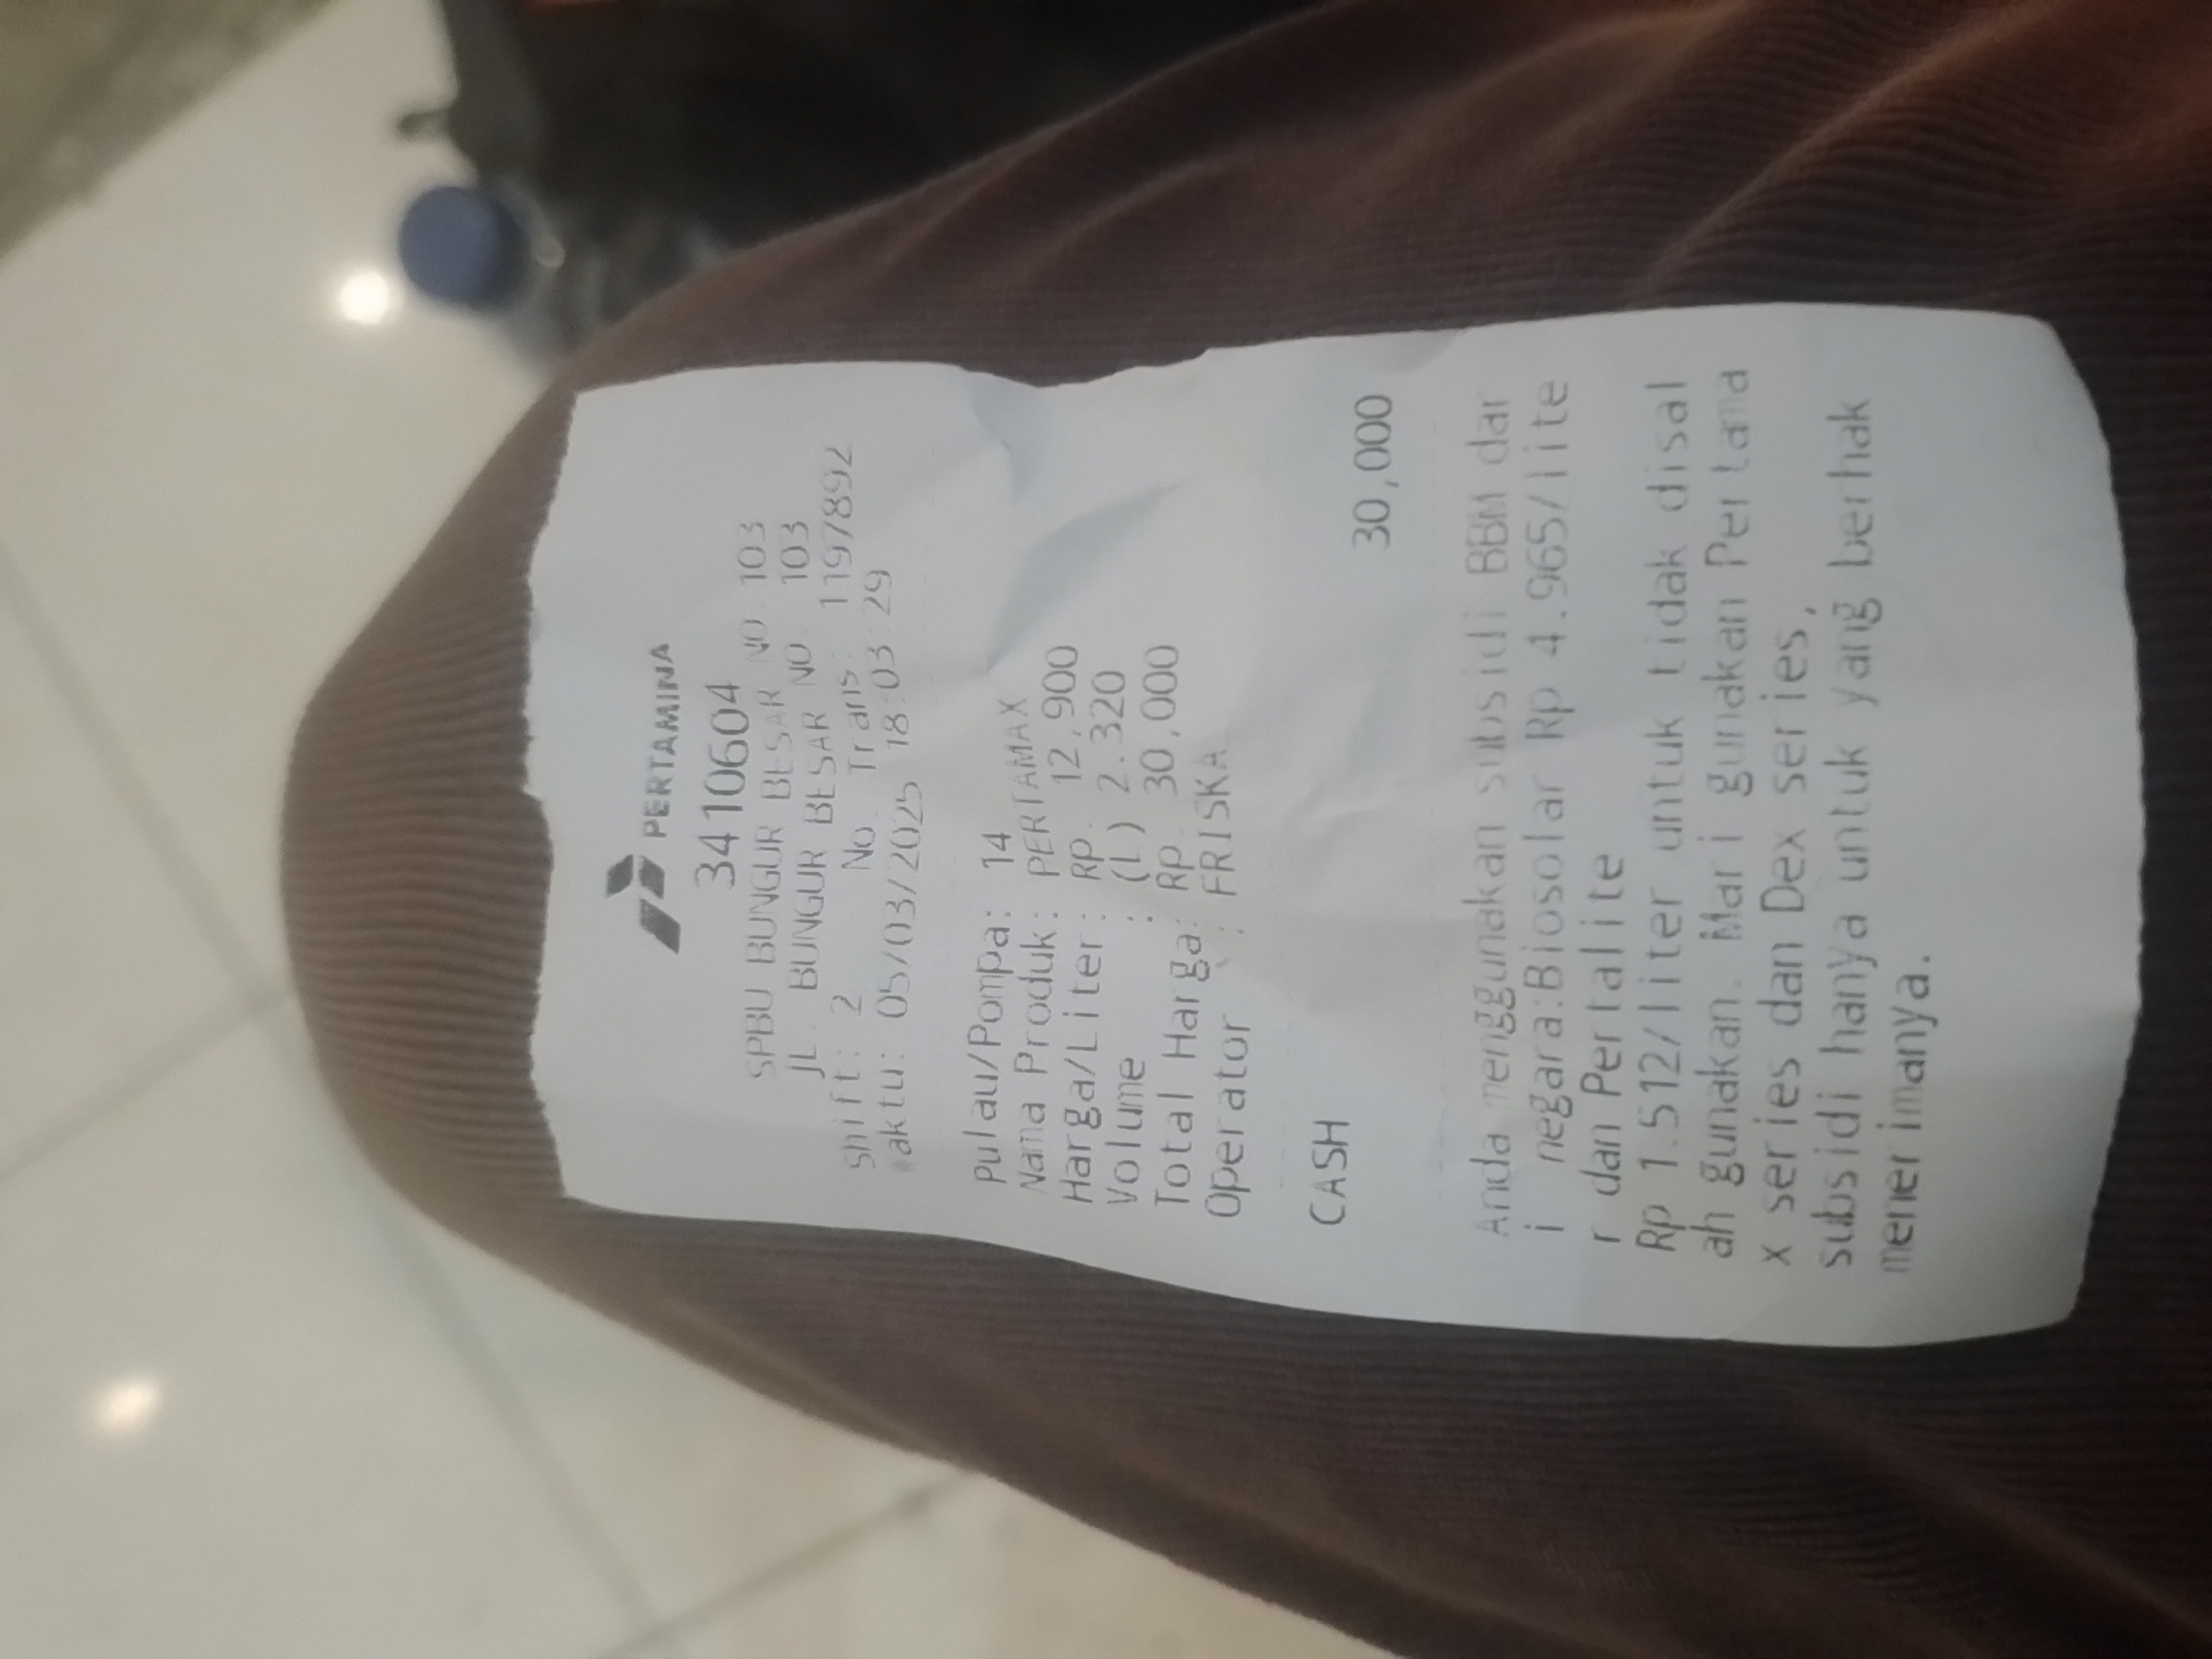 PERTAMINA
3410604
SPBU BUNGUR BESAR NO. 103
JL. BUNGUR BESAR NO. 103
Shift: 2 No. Trans: 1197892
aktu: 05/03/2025 18:03:29
Pulau/Pompa: 14
Nama Produk: PERTAMAX
Harga/Liter: RP. 12,900
Volume : (L) 2.320
Total Harga: RP. 30,000
Operator : FRISKA
CASH
30,000
Anda menggunakan subsidi BBM dar
i negara:Biosolar Rp 4.965/lite
r dan Pertalite
Rp 1.512/liter untuk tidak disal
ah gunakan. Mari gunakan Pertama
x series dan Dex series,
subsidi hanya untuk yang berhak
menerimanya.